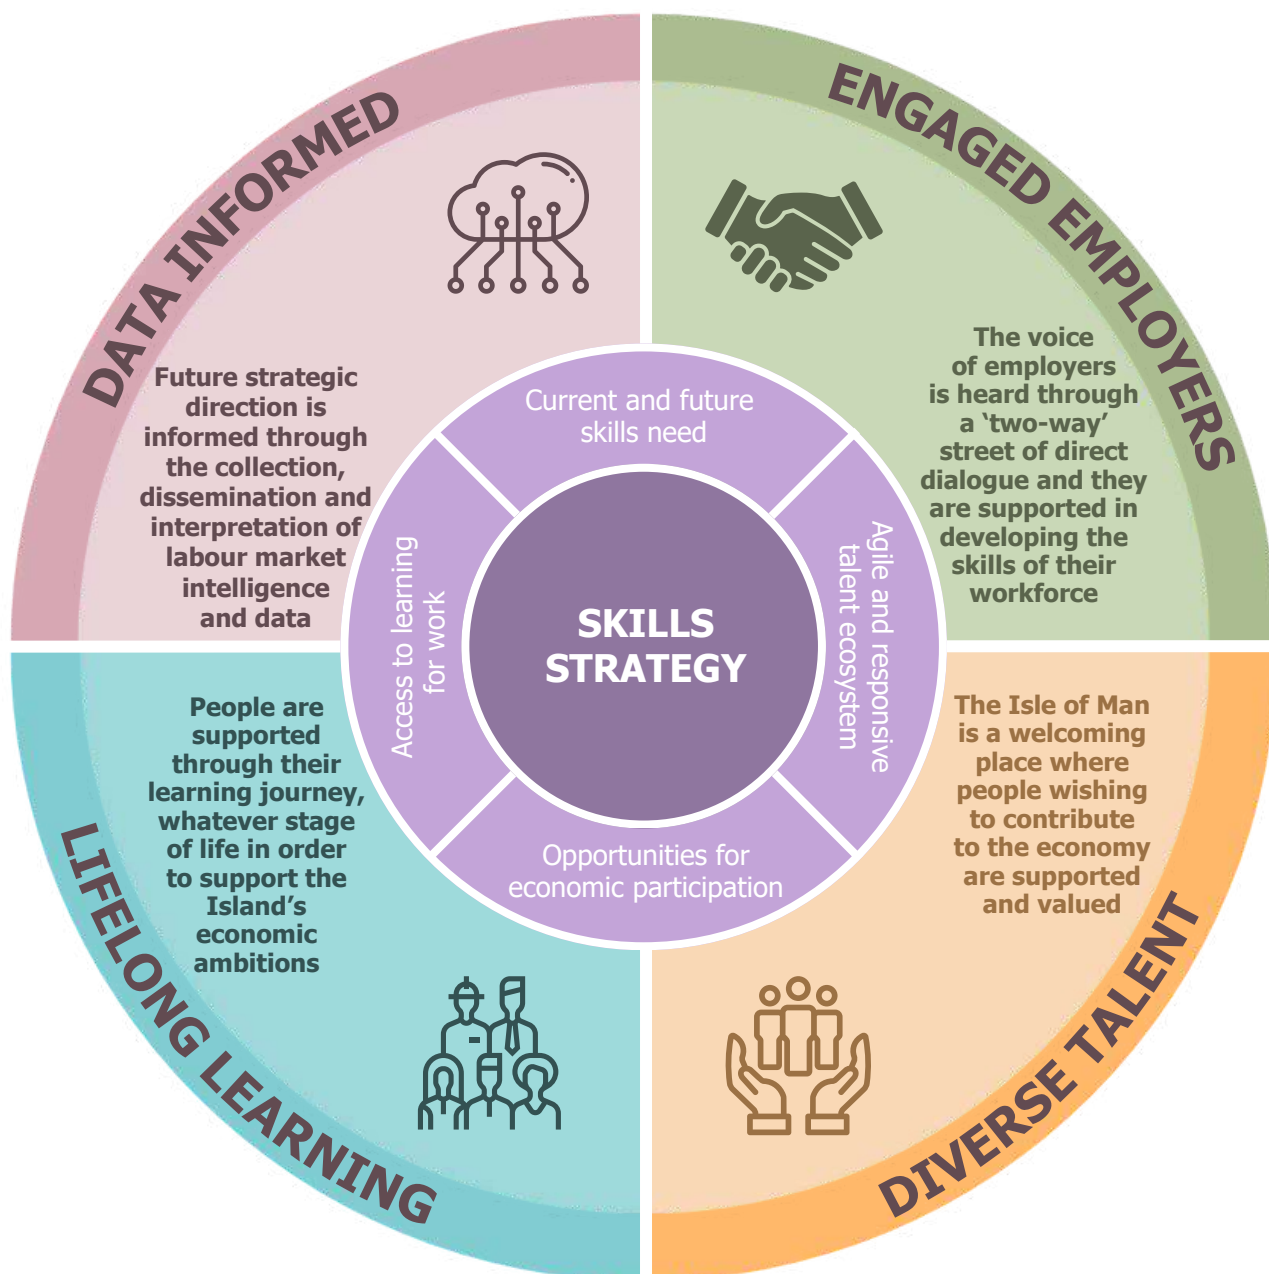 DATA INFORMED
Future strategic
direction is
informed through
the collection,
dissemination and
interpretation of
labour market
intelligence
and data
ENGAGED EMPLOYERS
The voice
of employers
is heard through
a ‘two-way’
street of direct
dialogue and they
are supported in
developing the
skills of their
workforce
Current and future
skills need
Access to learning
for work
SKILLS
STRATEGY
Agile and responsive
talent ecosystem
Opportunities for
economic participation
LIFELONG LEARNING
People are
supported
through their
learning journey,
whatever stage
of life in order
to support the
Island’s
economic
ambitions
DIVERSE TALENT
The Isle of Man
is a welcoming
place where
people wishing
to contribute
to the economy
are supported
and valued